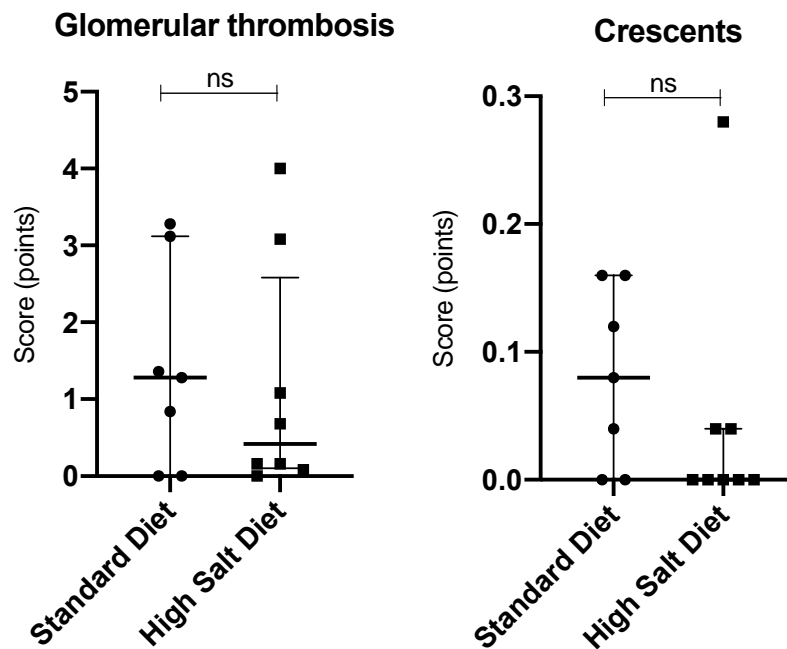 Glomerular thrombosis
ns
Score (points)
5
4
3
2
1
0
Standard Diet
High Salt Diet
Crescents
ns
Score (points)
0.3
0.2
0.1
0.0
Standard Diet
High Salt Diet